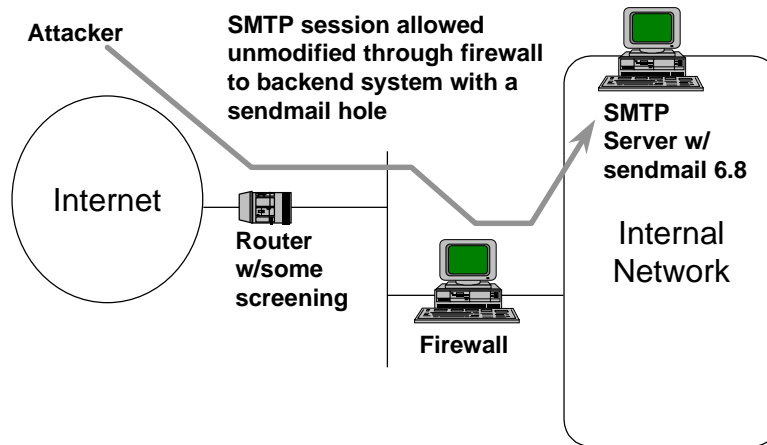 Attacker
SMTP session allowed
unmodified through firewall
to backend system with a
sendmail hole
SMTP
Server w/
sendmail 6.8
Internet
Router
w/some
screening
Internal
Network
Firewall